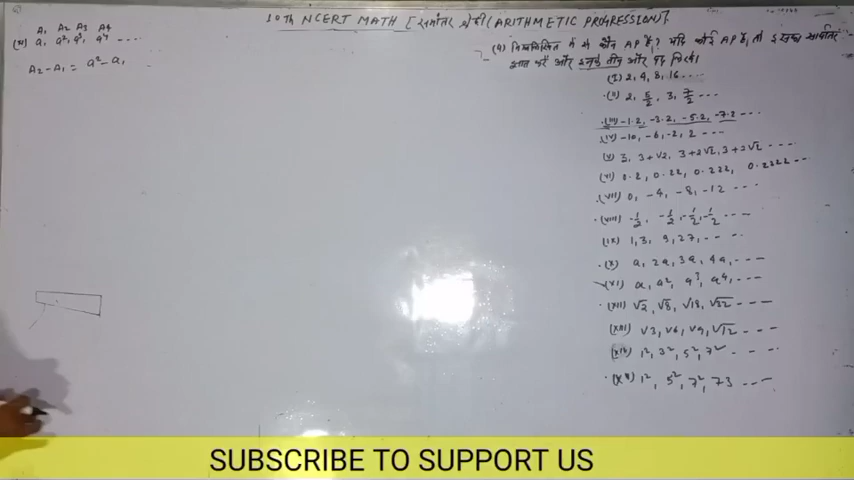 10th NCERT MATH [समांतर श्रेढ़ी (ARITHMETIC PROGRESSION)]
A₁ A₂ A₃ A₄
(xi) a, a², a³, a⁴ ....
A₂-A₁ = a² - a,
(4) निम्नलिखित में से कौन AP है? यदि कोई AP है, तो इसका सार्वांतर
ज्ञात करें और इनके तीन और पद लिखें।
(I) 2, 4, 8, 16 ....
(II) 2, 5/2, 3, 7/2 ...
(III) -1.2, -3.2, -5.2, -7.2 ...
(IV) -10, -6, -2, 2 ....
(V) 3, 3+√2, 3+2√2, 3+3√2 ....
(VI) 0.2, 0.22, 0.222, 0.2222 ...
(VII) 0, -4, -8, -12 ...
(VIII) -1/2, -1/2, -1/2, -1/2 ....
(IX) 1, 3, 9, 27, ....
(X) a, 2a, 3a, 4a, ....
(XI) a, a², a³, a⁴, ....
(XII) √2, √8, √18, √32 ....
(XIII) √3, √6, √9, √12 ....
(XIV) 1², 3², 5², 7² ....
(XV) 1², 5², 7², 73 ....
SUBSCRIBE TO SUPPORT US